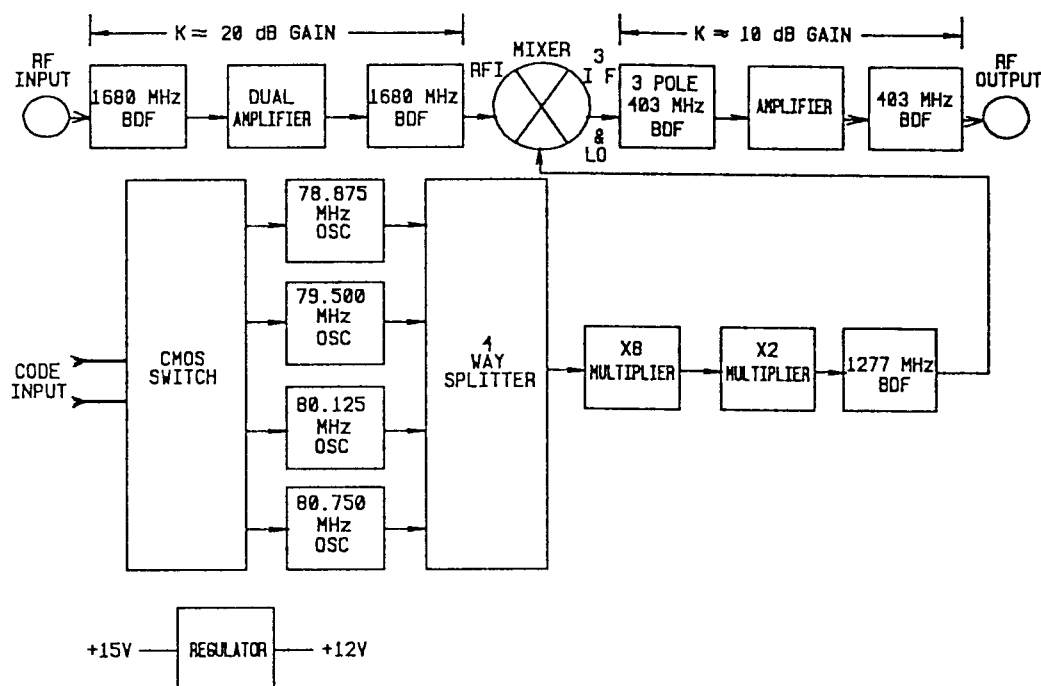 K = 20 dB GAIN
K ≈ 10 dB GAIN
RF
INPUT
1680 MHz
BDF
DUAL
AMPLIFIER
1680 MHz
BDF
MIXER
RFI
3
I F
&
LO
3 POLE
403 MHz
BDF
AMPLIFIER
403 MHz
BDF
RF
OUTPUT
CODE
INPUT
CMOS
SWITCH
78.875
MHz
OSC
79.500
MHz
OSC
80.125
MHz
OSC
80.750
MHz
OSC
4
WAY
SPLITTER
X8
MULTIPLIER
X2
MULTIPLIER
1277 MHz
BDF
+15V
REGULATOR
+12V